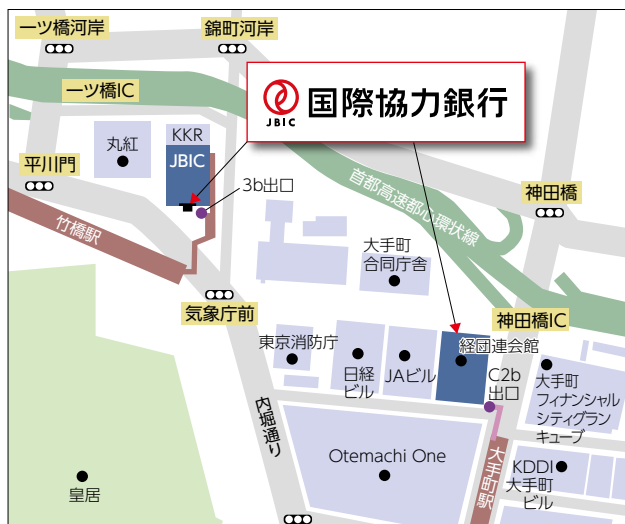 一ツ橋河岸
錦町河岸
一ツ橋IC
JBIC
国際協力銀行
丸紅
KKR
JBIC
平川門
3b出口
竹橋駅
首都高速都心環状線
神田橋
大手町
合同庁舎
気象庁前
神田橋IC
東京消防庁
日経
ビル
JAビル
経団連会館
C2b
出口
大手町
フィナンシャル
シティグラン
キューブ
内堀通り
Otemachi One
大手町駅
KDDI
大手町
ビル
皇居